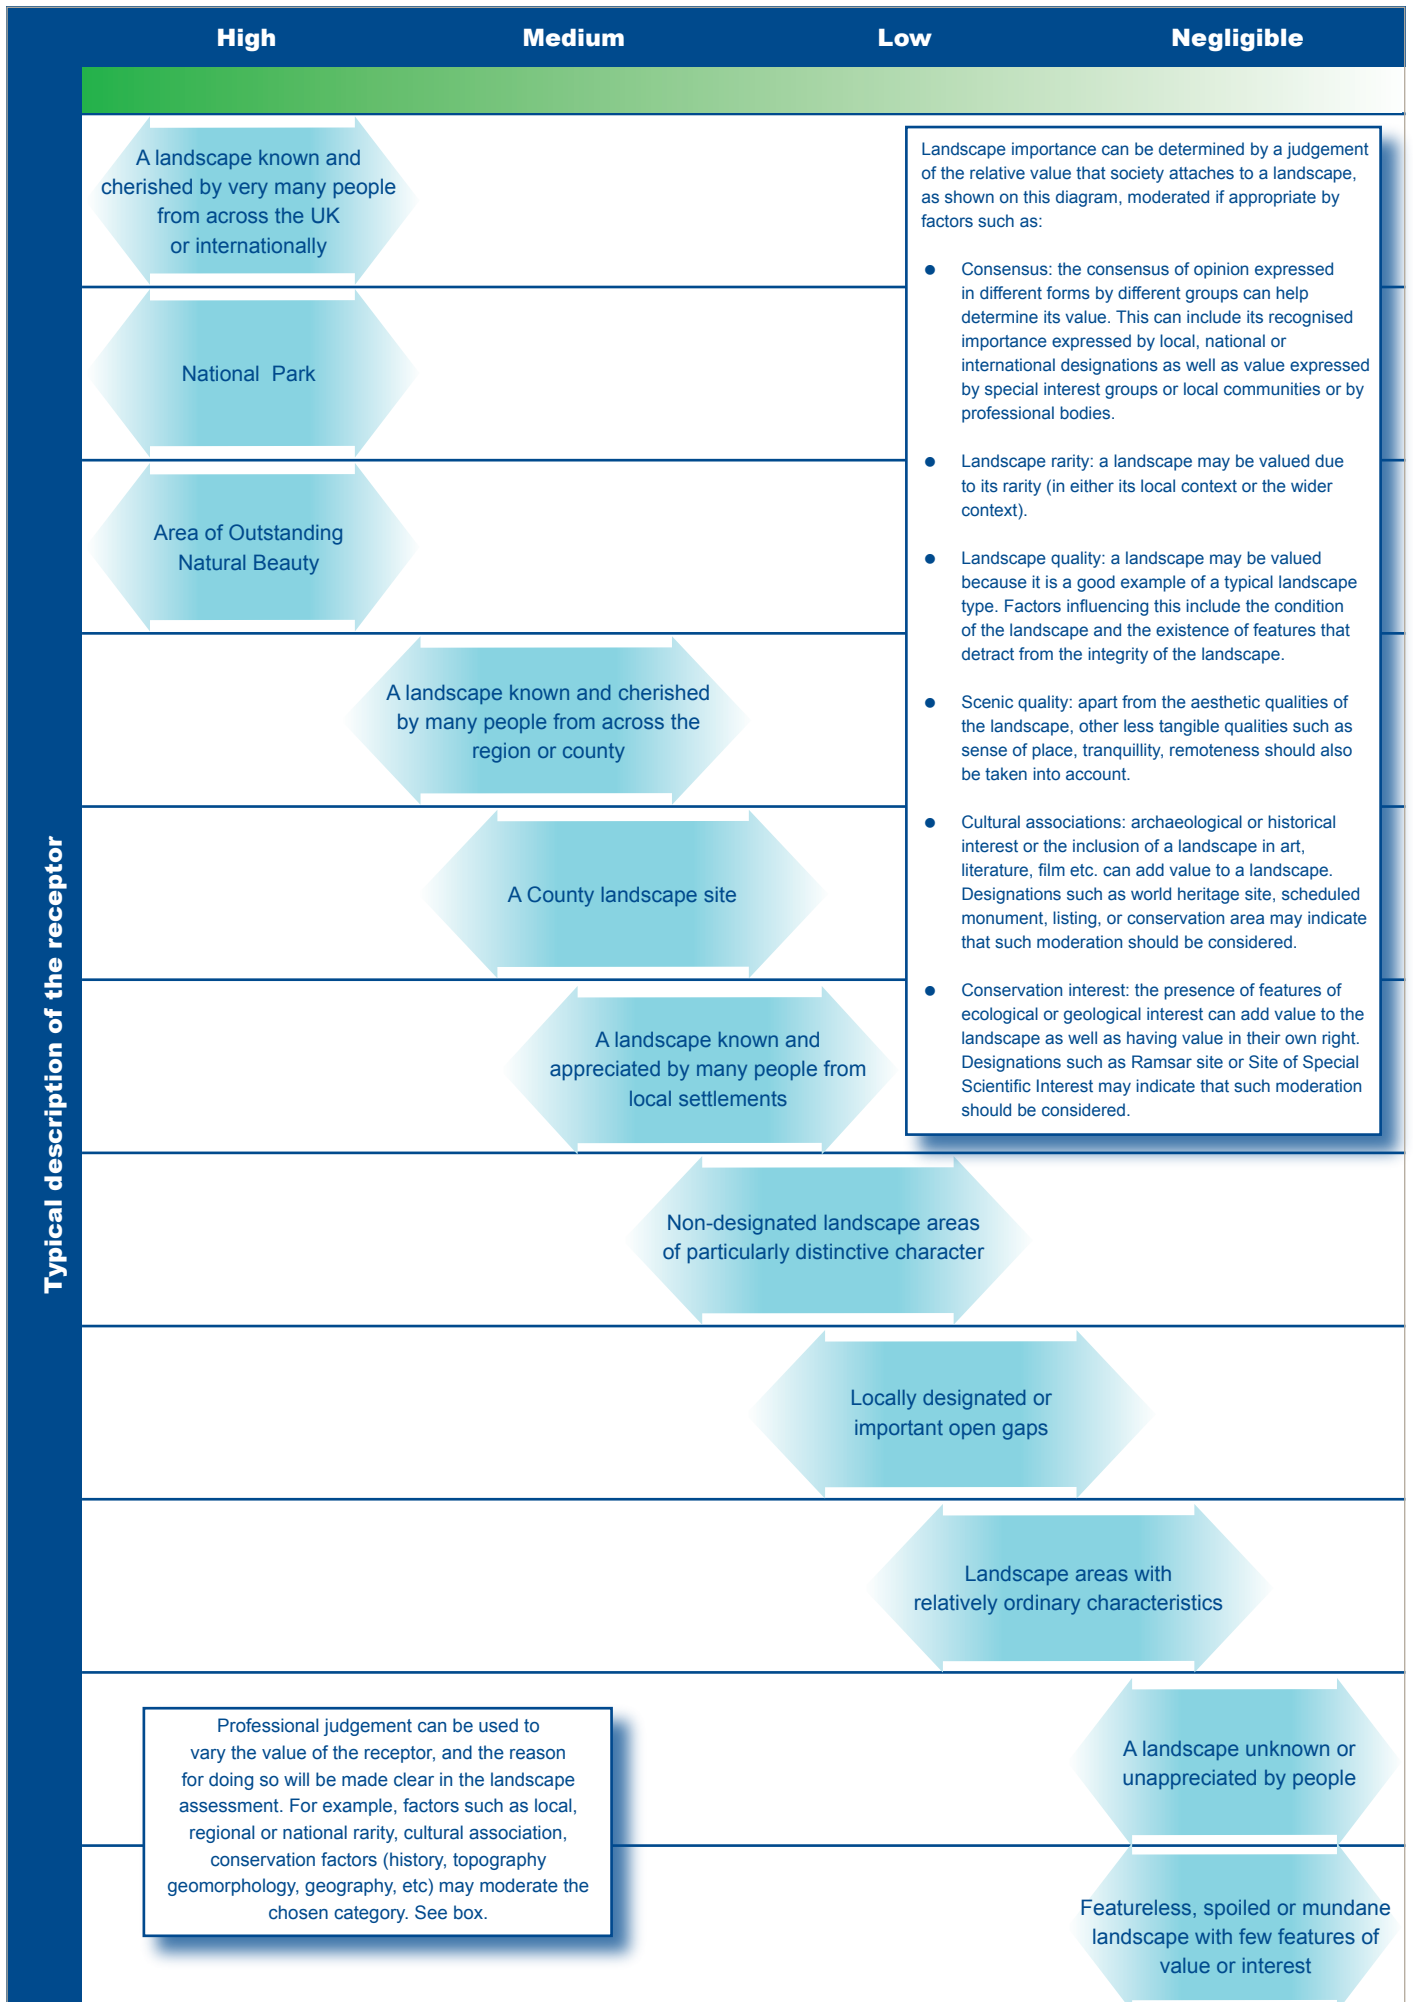 High
Medium
Low
Negligible
Typical description of the receptor
A landscape known and
cherished by very many people
from across the UK
or internationally
National Park
Area of Outstanding
Natural Beauty
A landscape known and cherished
by many people from across the
region or county
A County landscape site
A landscape known and
appreciated by many people from
local settlements
Non-designated landscape areas
of particularly distinctive character
Locally designated or
important open gaps
Landscape areas with
relatively ordinary characteristics
A landscape unknown or
unappreciated by people
Featureless, spoiled or mundane
landscape with few features of
value or interest
Landscape importance can be determined by a judgement
of the relative value that society attaches to a landscape,
as shown on this diagram, moderated if appropriate by
factors such as:
● Consensus: the consensus of opinion expressed
in different forms by different groups can help
determine its value. This can include its recognised
importance expressed by local, national or
international designations as well as value expressed
by special interest groups or local communities or by
professional bodies.
● Landscape rarity: a landscape may be valued due
to its rarity (in either its local context or the wider
context).
● Landscape quality: a landscape may be valued
because it is a good example of a typical landscape
type. Factors influencing this include the condition
of the landscape and the existence of features that
detract from the integrity of the landscape.
● Scenic quality: apart from the aesthetic qualities of
the landscape, other less tangible qualities such as
sense of place, tranquillity, remoteness should also
be taken into account.
● Cultural associations: archaeological or historical
interest or the inclusion of a landscape in art,
literature, film etc. can add value to a landscape.
Designations such as world heritage site, scheduled
monument, listing, or conservation area may indicate
that such moderation should be considered.
● Conservation interest: the presence of features of
ecological or geological interest can add value to the
landscape as well as having value in their own right.
Designations such as Ramsar site or Site of Special
Scientific Interest may indicate that such moderation
should be considered.
Professional judgement can be used to
vary the value of the receptor, and the reason
for doing so will be made clear in the landscape
assessment. For example, factors such as local,
regional or national rarity, cultural association,
conservation factors (history, topography
geomorphology, geography, etc) may moderate the
chosen category. See box.